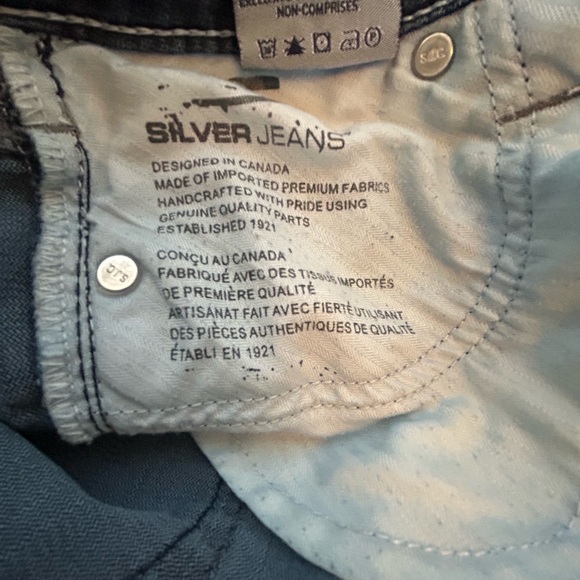 NON-COMPRISES
SJC
SILVER JEANS
DESIGNED IN CANADA
MADE OF IMPORTED PREMIUM FABRICS
HANDCRAFTED WITH PRIDE USING
GENUINE QUALITY PARTS
ESTABLISHED 1921
CONÇU AU CANADA
FABRIQUÉ AVEC DES TISSUS IMPORTÉS
DE PREMIÈRE QUALITÉ
ARTISANAT FAIT AVEC FIERTÉ UTILISANT
DES PIÈCES AUTHENTIQUES DE QUALITÉ
ÉTABLI EN 1921
SJC